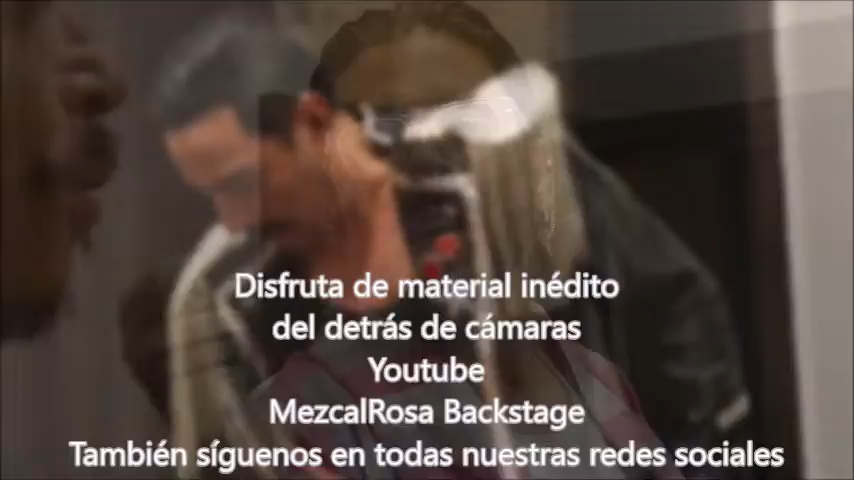 Disfruta de material inédito
del detrás de cámaras
Youtube
MezcalRosa Backstage
También síguenos en todas nuestras redes sociales